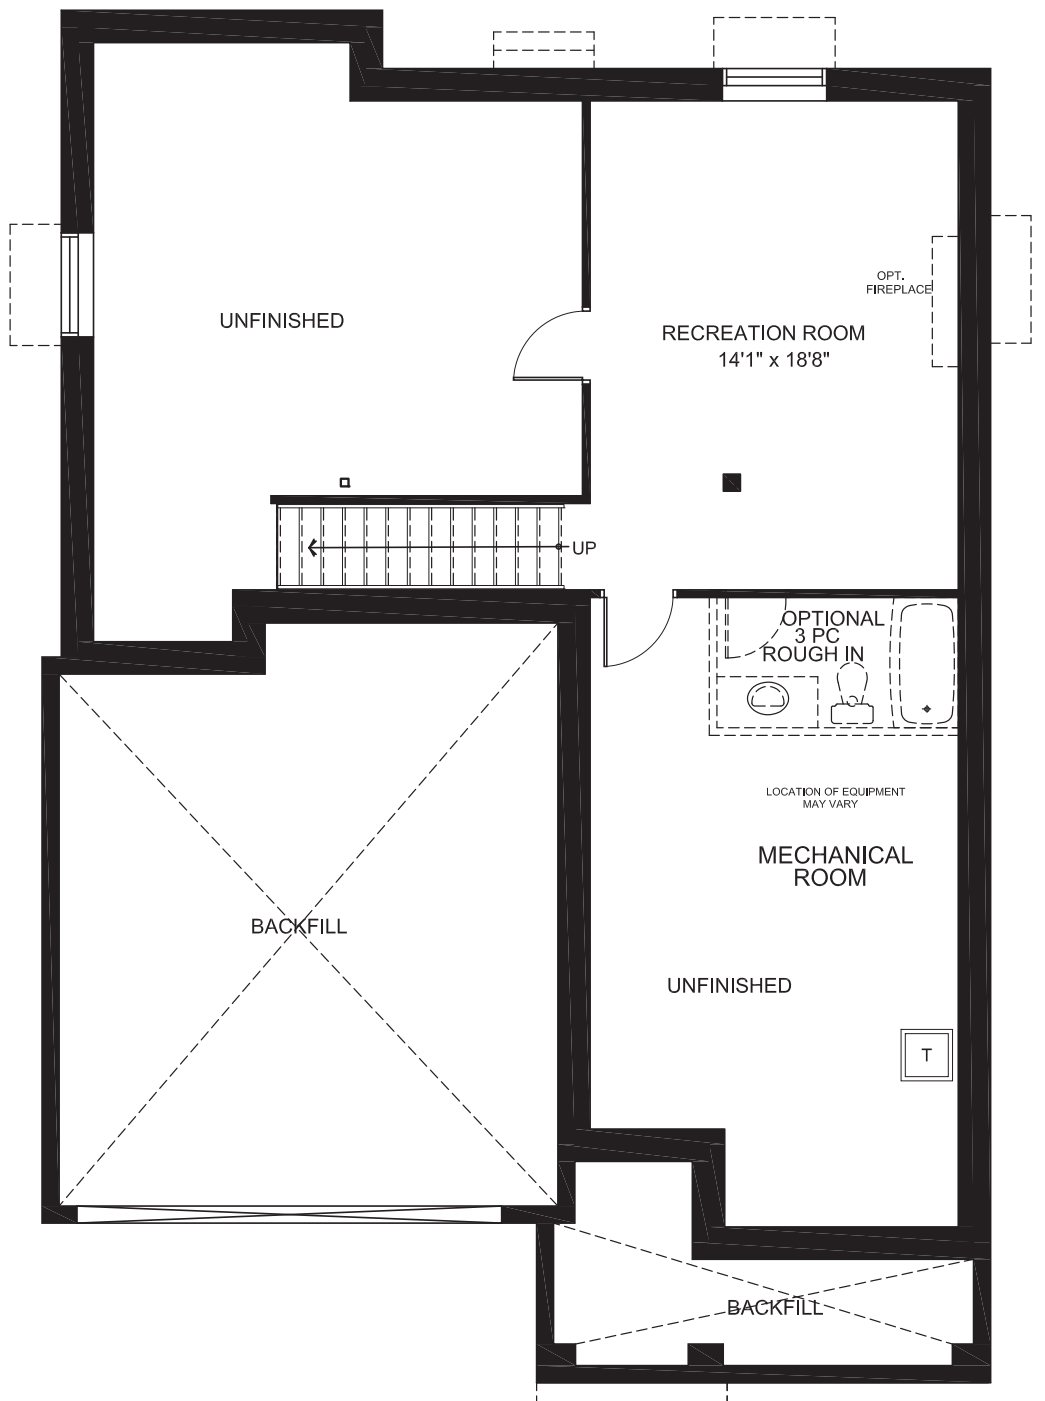 OPT.
FIREPLACE
UNFINISHED
RECREATION ROOM
14'1" x 18'8"
UP
OPTIONAL
3 PC
ROUGH IN
LOCATION OF EQUIPMENT
MAY VARY
MECHANICAL
ROOM
BACKFILL
UNFINISHED
T
BACKFILL